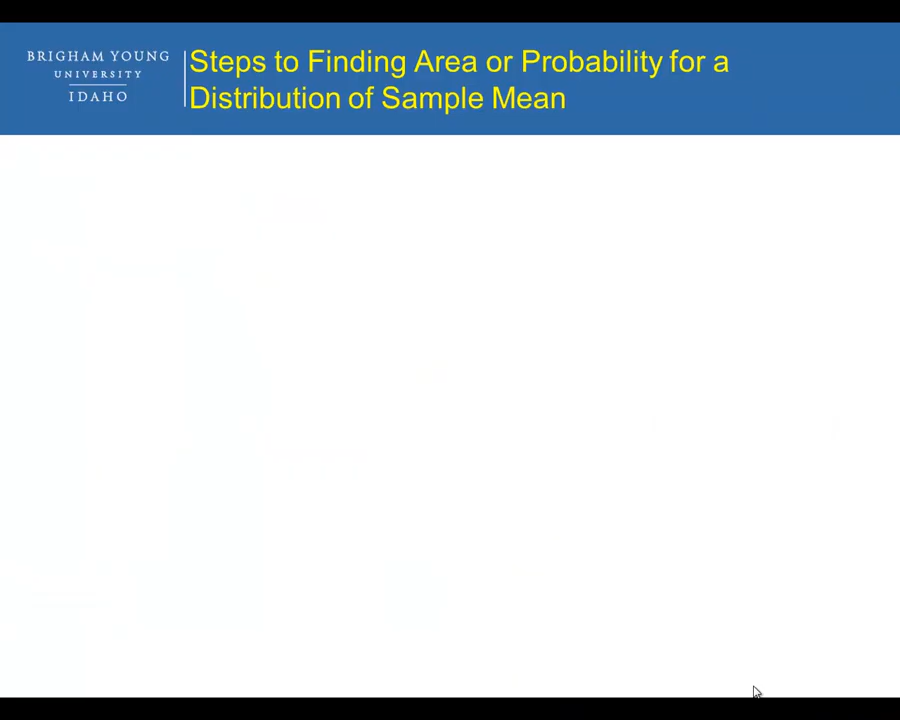 BRIGHAM YOUNG
UNIVERSITY
IDAHO
Steps to Finding Area or Probability for a
Distribution of Sample Mean